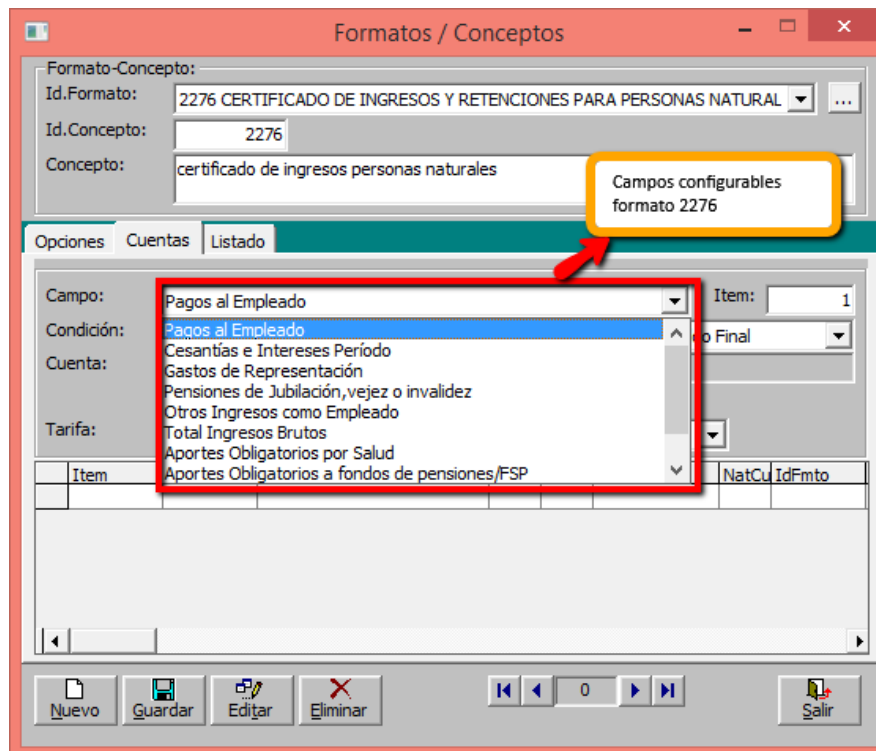 Formatos / Conceptos
Formato-Concepto:
Id.Formato:
2276 CERTIFICADO DE INGRESOS Y RETENCIONES PARA PERSONAS NATURAL
...
Id.Concepto:
2276
Concepto:
certificado de ingresos personas naturales
Campos configurables
formato 2276
Opciones Cuentas Listado
Campo:
Pagos al Empleado
Item:
1
Condición:
Pagos al Empleado
Final
Cesantías e Intereses Período
Cuenta:
Gastos de Representación
Pensiones de Jubilación,vejez o invalidez
Otros Ingresos como Empleado
Tarifa:
Total Ingresos Brutos
Aportes Obligatorios por Salud
Aportes Obligatorios a fondos de pensiones/FSP
Item NatCu IdFmto
Nuevo Guardar Editar Eliminar 0 Salir